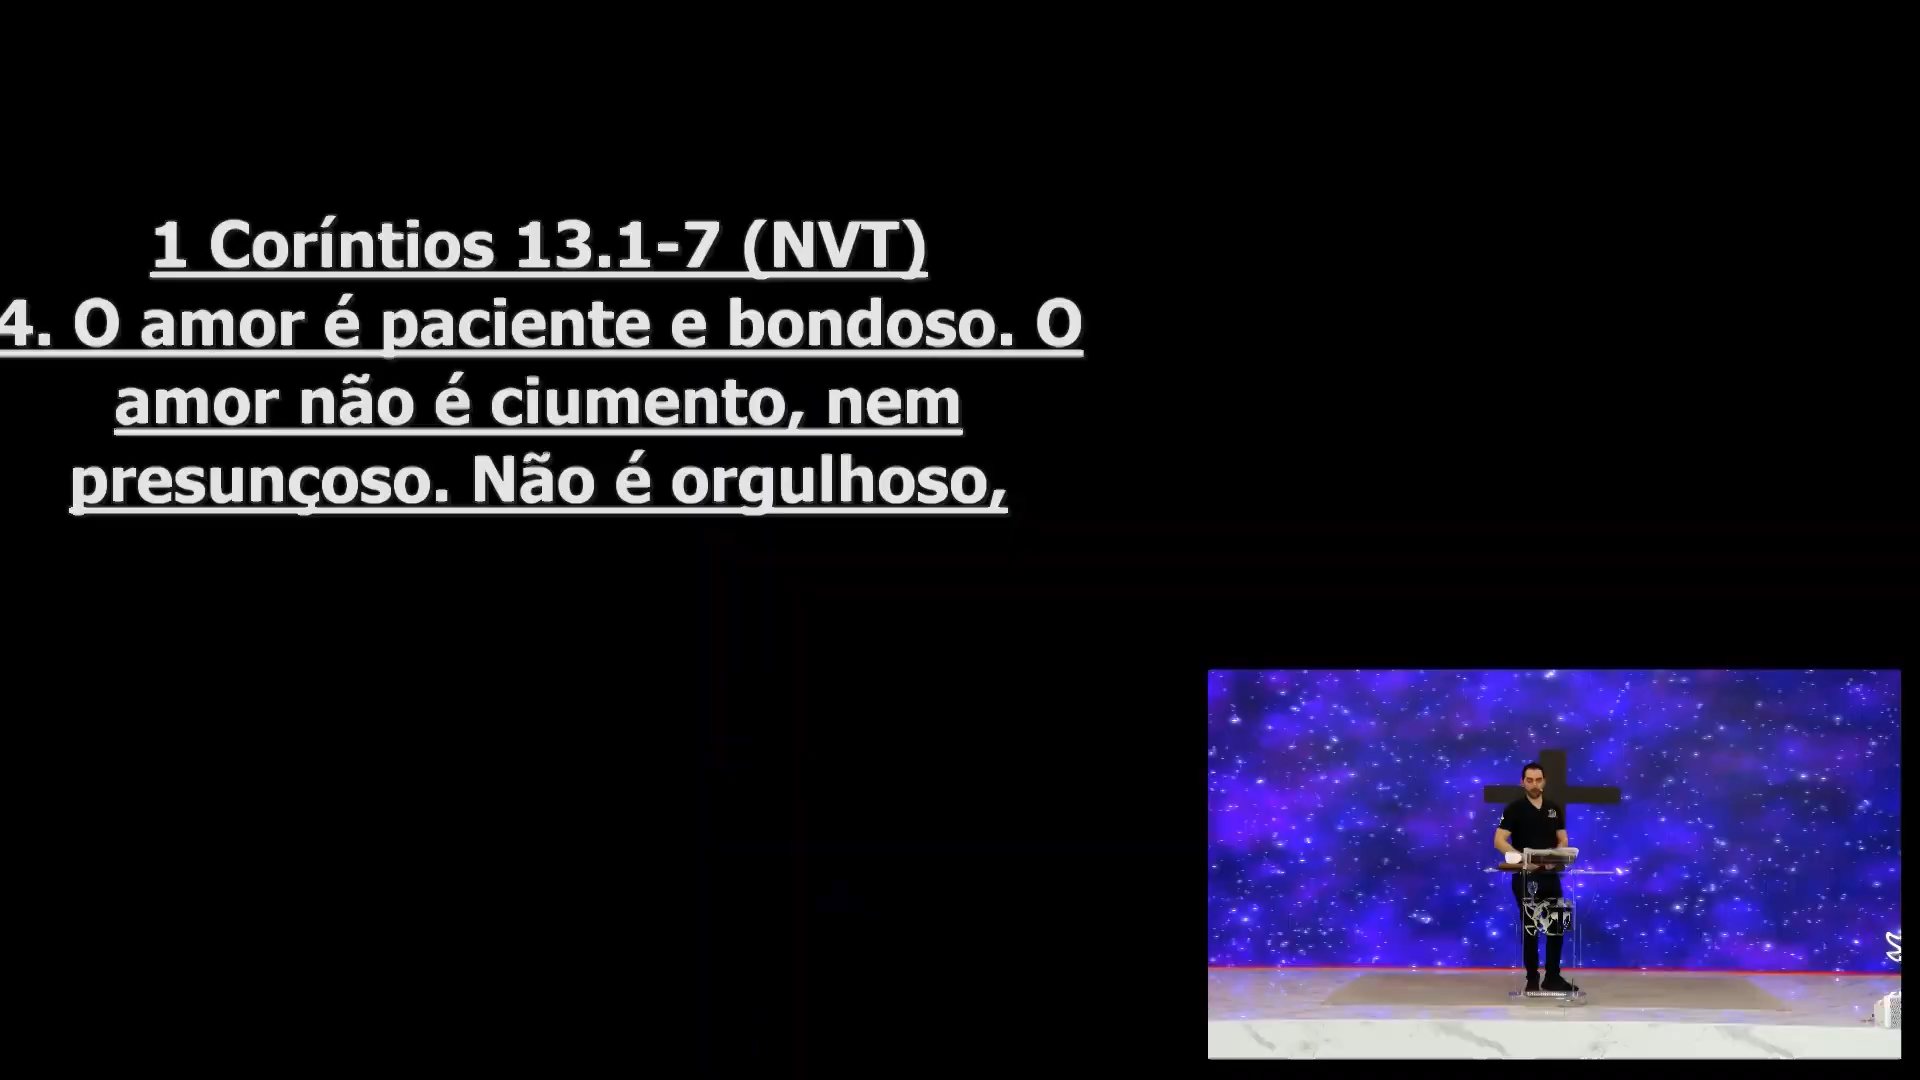 1 Coríntios 13.1-7 (NVT)
4. O amor é paciente e bondoso. O
amor não é ciumento, nem
presunçoso. Não é orgulhoso,